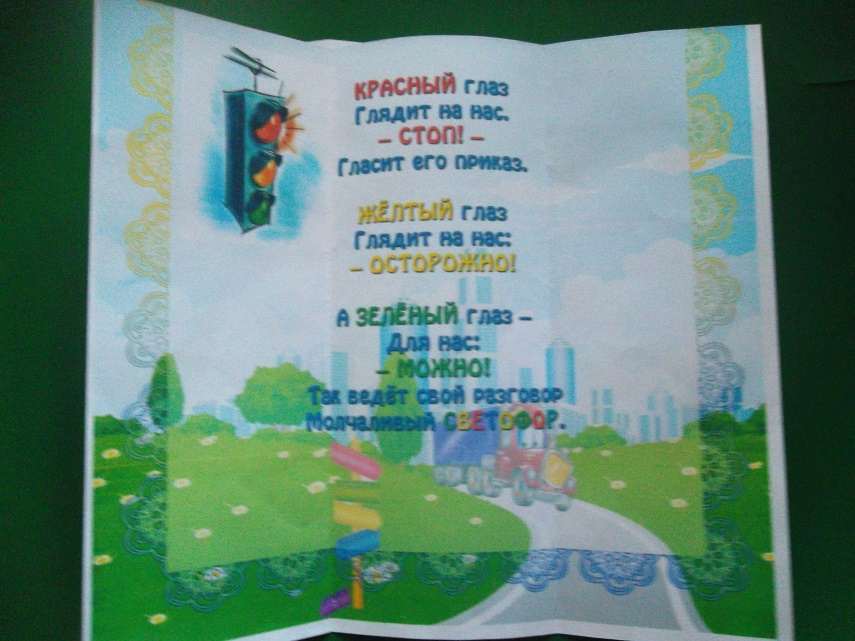 КРАСНЫЙ глаз
Глядит на нас.
– СТОП! –
Гласит его приказ.
ЖЁЛТЫЙ глаз
Глядит на нас:
– ОСТОРОЖНО!
А ЗЕЛЁНЫЙ глаз –
Для нас:
– МОЖНО!
Так ведёт свой разговор
Молчаливый СВЕТОФОР.